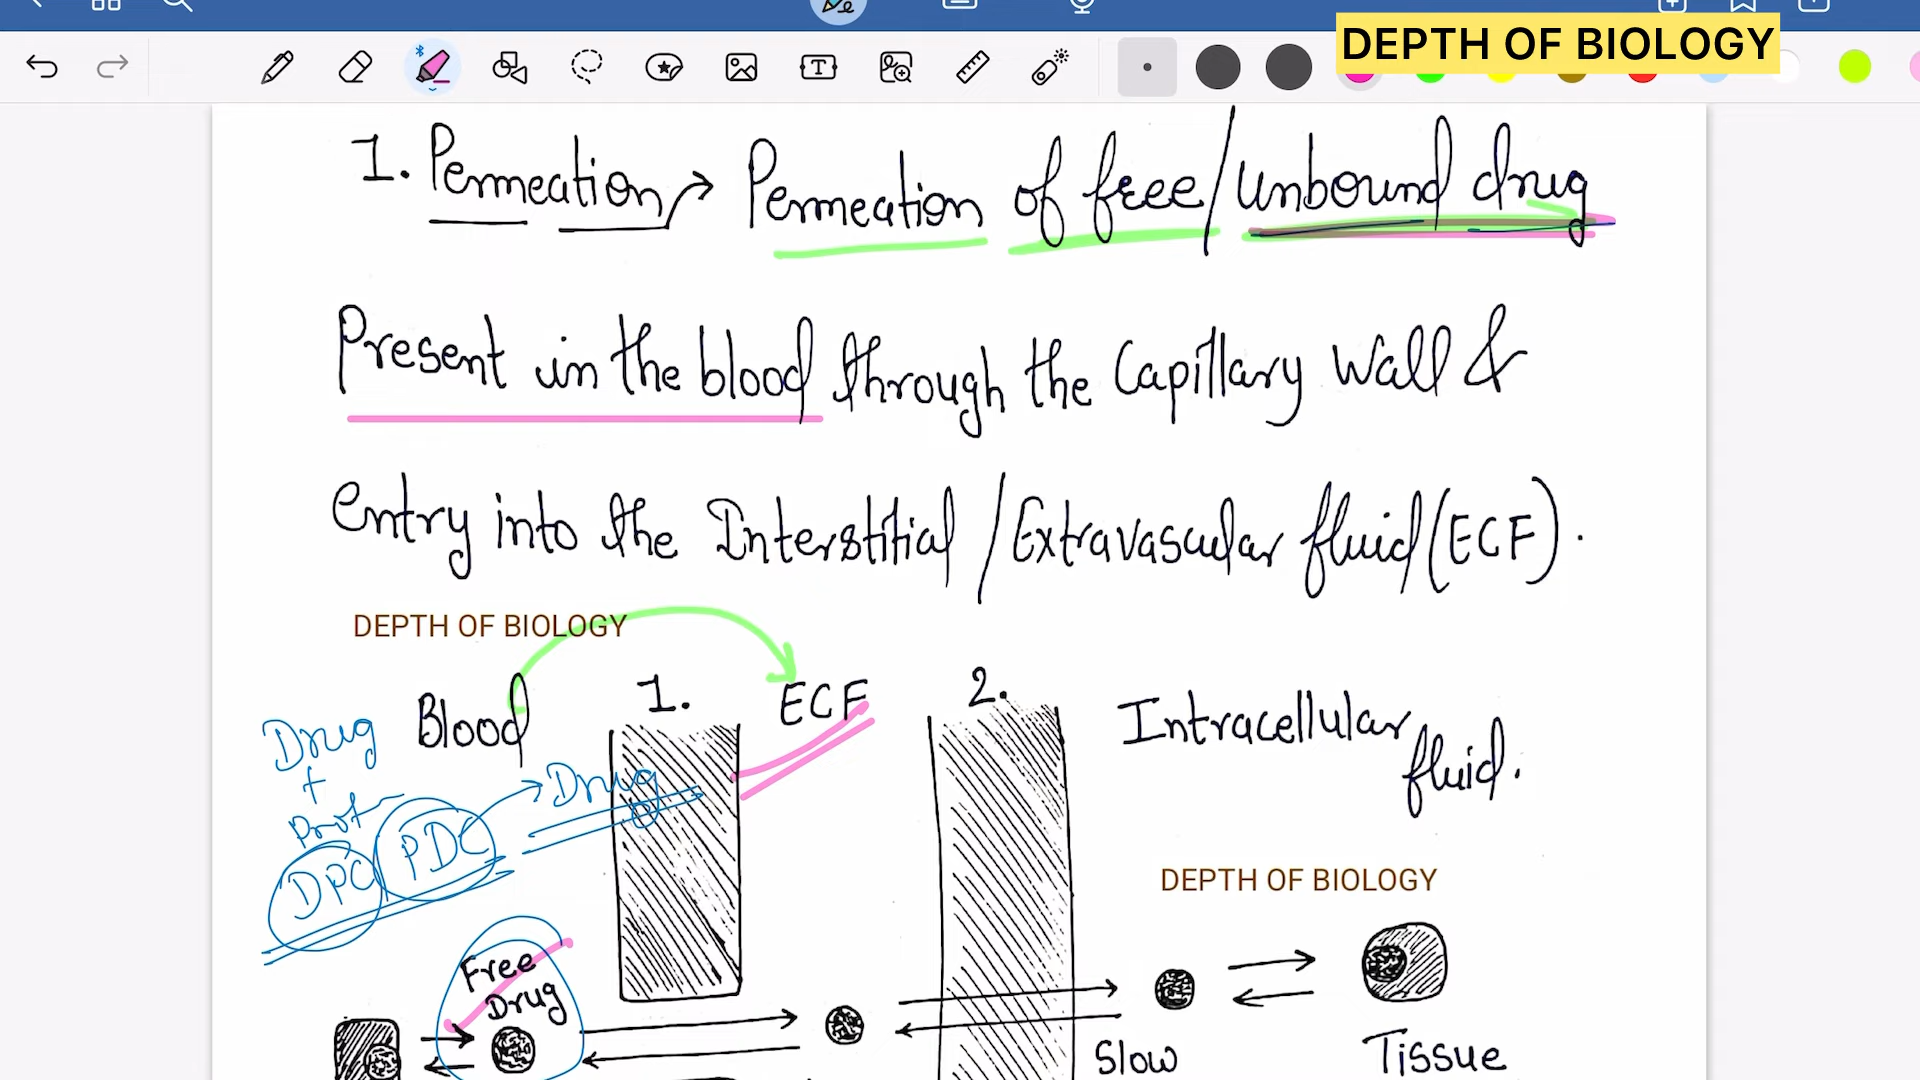 DEPTH OF BIOLOGY
1. Permeation → Permeation of free/unbound drug
Present in the blood through the Capillary Wall &
entry into the Interstitial / Extravascular fluid (ECF).
DEPTH OF BIOLOGY
Blood 1. ECF 2. Intracellular
fluid.
Drug
+
Prot
Drug
DPC PDC
DEPTH OF BIOLOGY
Free
Drug
Slow Tissue